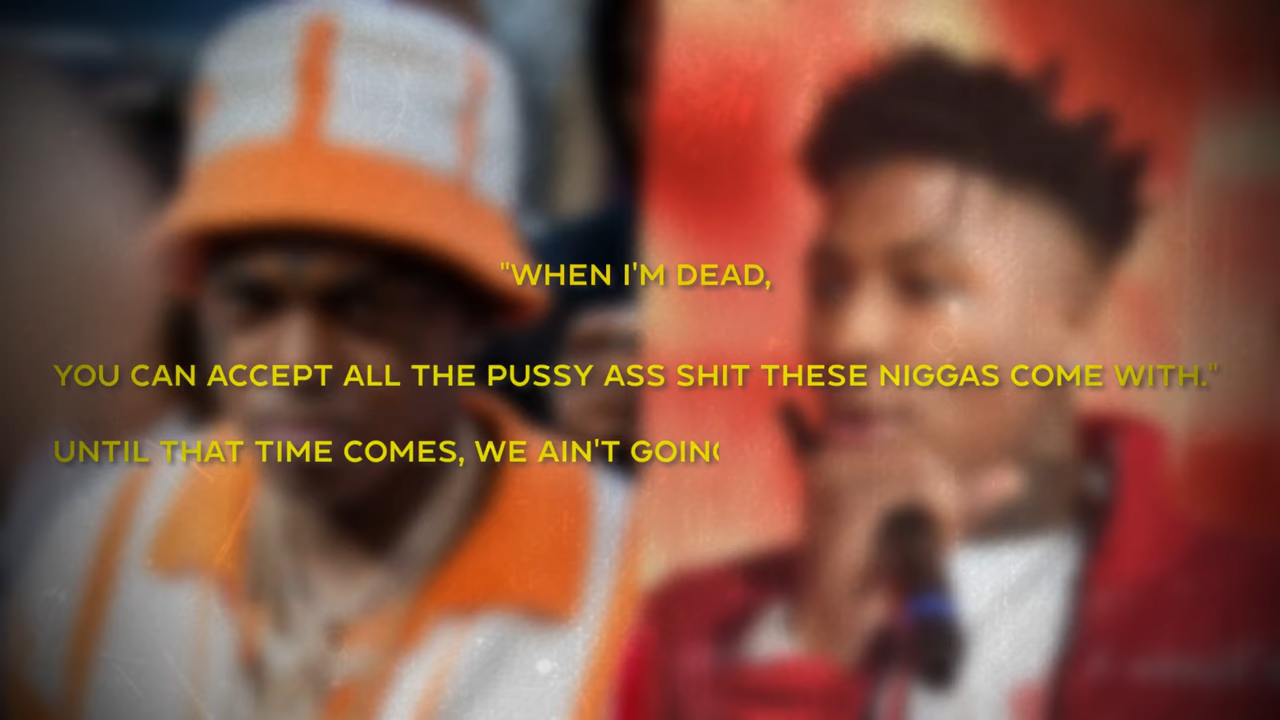 "WHEN I'M DEAD,
YOU CAN ACCEPT ALL THE PUSSY ASS SHIT THESE NIGGAS COME WITH."
UNTIL THAT TIME COMES, WE AIN'T GOING